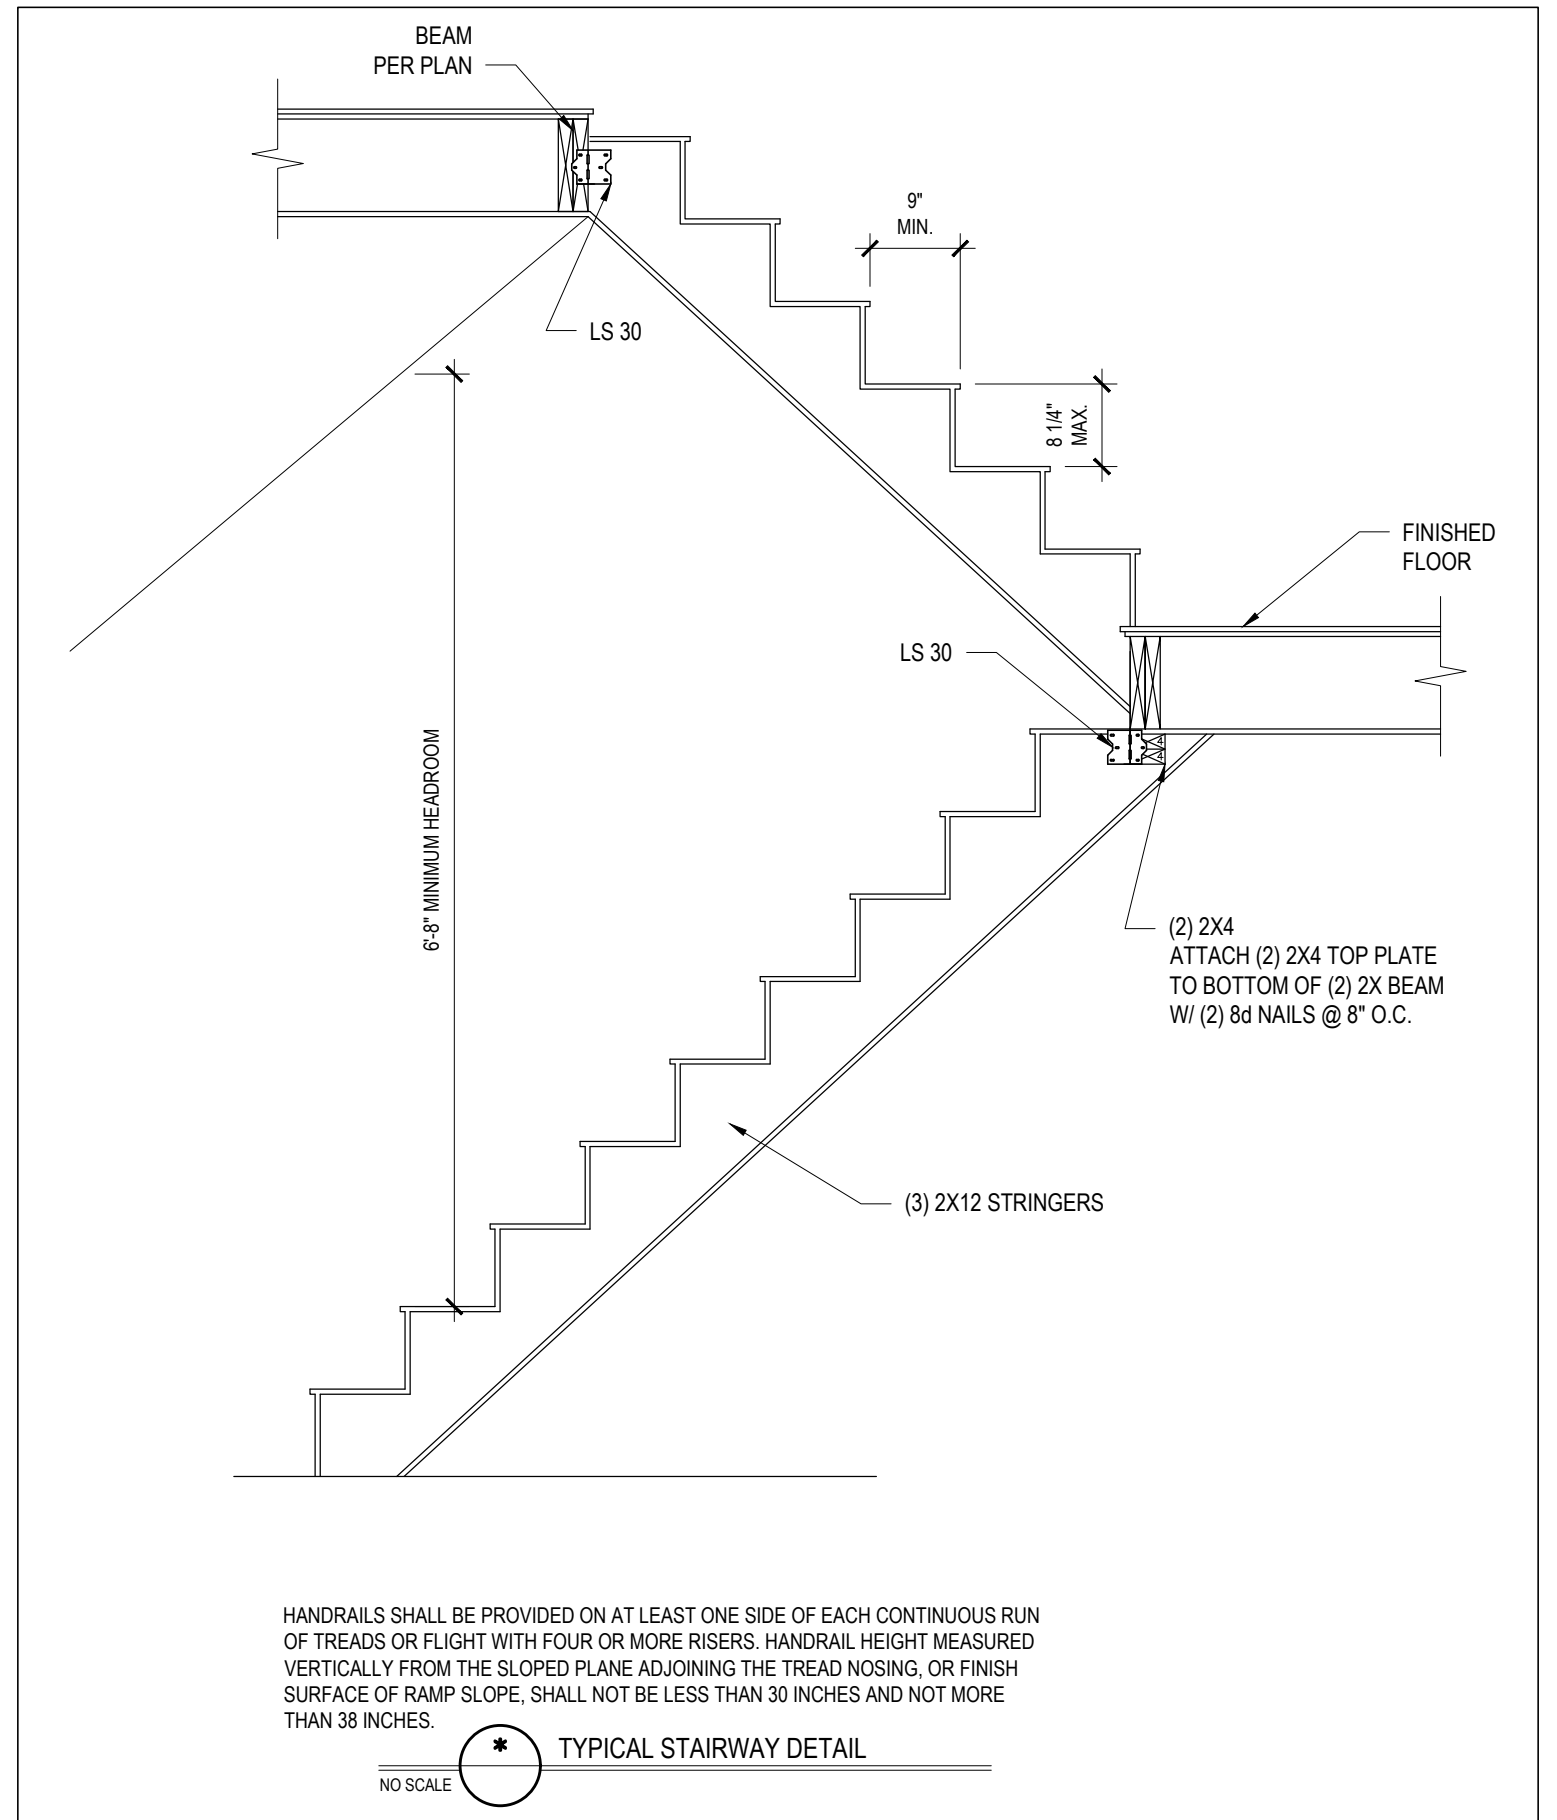 BEAM
PER PLAN
9"
MIN.
LS 30
8 1/4"
MAX.
FINISHED
FLOOR
LS 30
6'-8" MINIMUM HEADROOM
4
4
(2) 2X4
ATTACH (2) 2X4 TOP PLATE
TO BOTTOM OF (2) 2X BEAM
W/ (2) 8d NAILS @ 8" O.C.
(3) 2X12 STRINGERS
HANDRAILS SHALL BE PROVIDED ON AT LEAST ONE SIDE OF EACH CONTINUOUS RUN
OF TREADS OR FLIGHT WITH FOUR OR MORE RISERS. HANDRAIL HEIGHT MEASURED
VERTICALLY FROM THE SLOPED PLANE ADJOINING THE TREAD NOSING, OR FINISH
SURFACE OF RAMP SLOPE, SHALL NOT BE LESS THAN 30 INCHES AND NOT MORE
THAN 38 INCHES.
* TYPICAL STAIRWAY DETAIL
NO SCALE